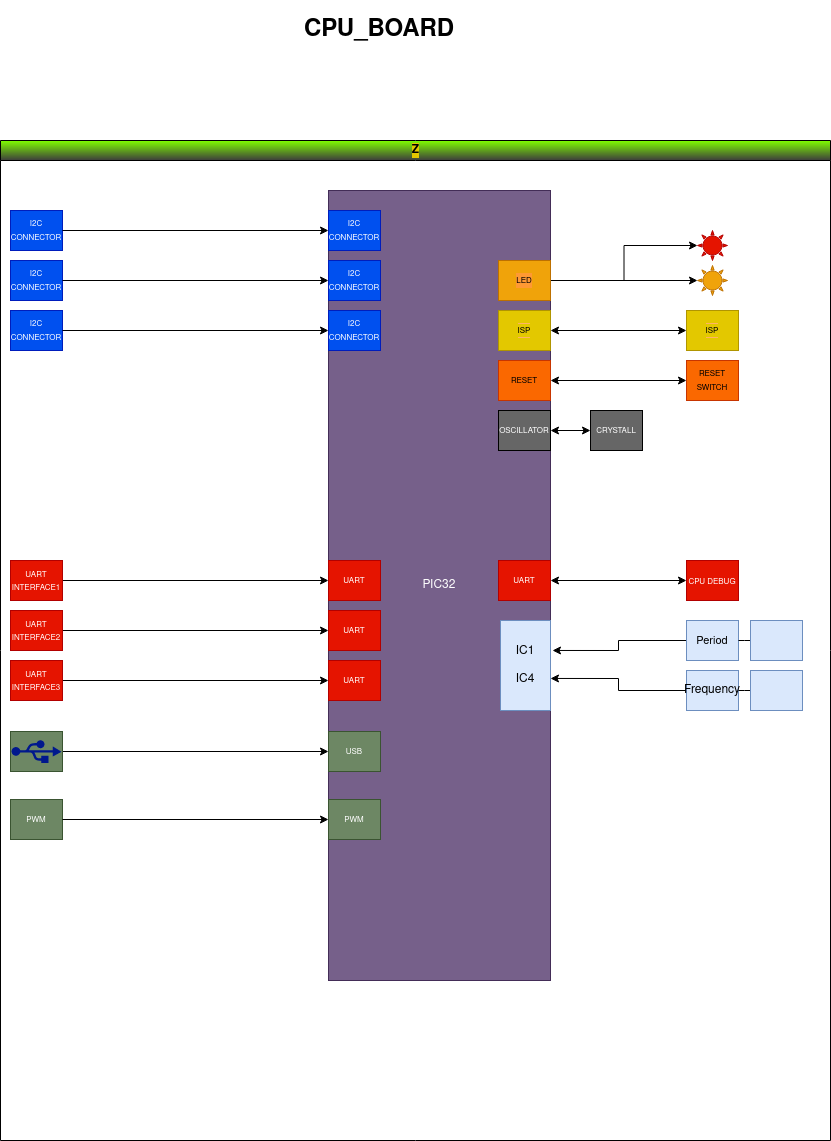 CPU_BOARD
Z
I2C
CONNECTOR
I2C
CONNECTOR
I2C
CONNECTOR
I2C
CONNECTOR
I2C
CONNECTOR
I2C
CONNECTOR
LED
ISP
ISP
RESET
RESET
SWITCH
OSCILLATOR
CRYSTALL
PIC32
UART
INTERFACE1
UART
UART
CPU DEBUG
UART
INTERFACE2
UART
IC1
Period
UART
INTERFACE3
UART
IC4
Frequency
USB
PWM
PWM